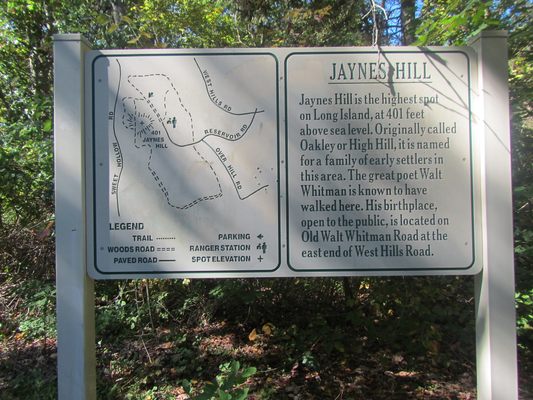 WEST HILLS RD
RESERVOIR RD
401
JAYNES
HILL
OVER HILL RD
SWEET HOLLOW RD
LEGEND
TRAIL
WOODS ROAD
PAVED ROAD
PARKING
RANGER STATION
SPOT ELEVATION
JAYNES HILL
Jaynes Hill is the highest spot
on Long Island, at 401 feet
above sea level. Originally called
Oakley or High Hill, it is named
for a family of early settlers in
this area. The great poet Walt
Whitman is known to have
walked here. His birthplace,
open to the public, is located on
Old Walt Whitman Road at the
east end of West Hills Road.